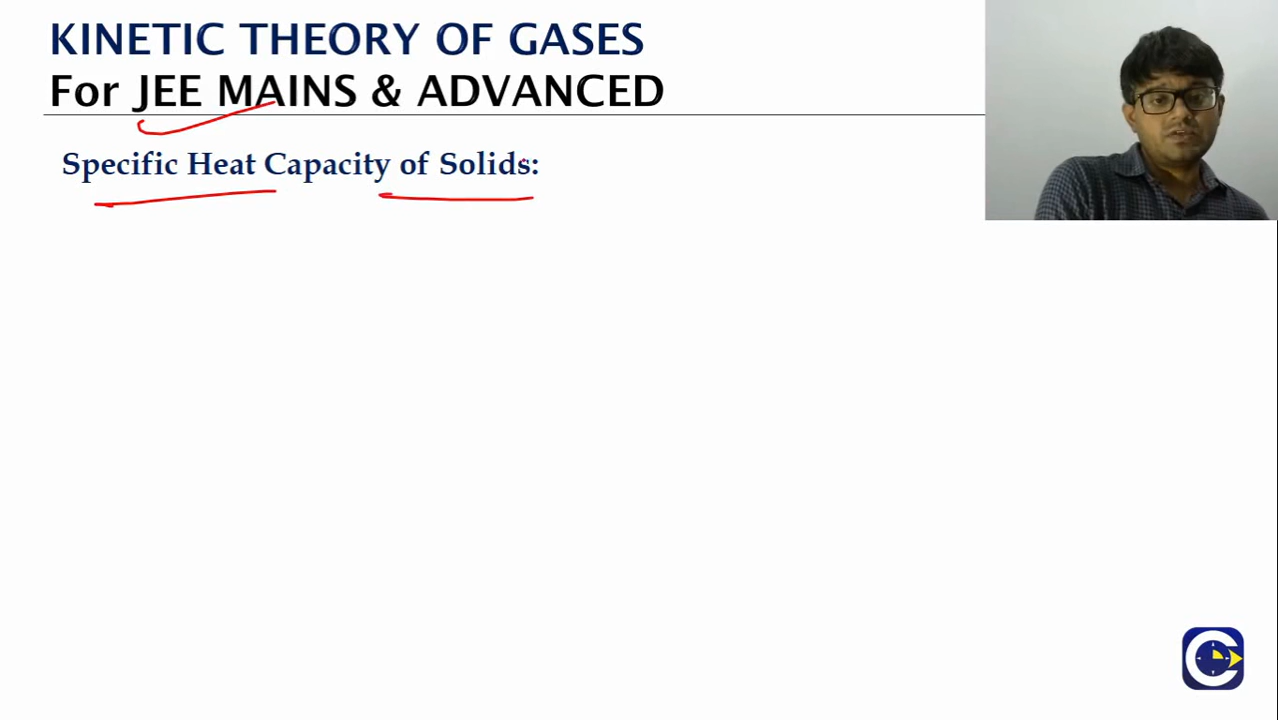 KINETIC THEORY OF GASES
For JEE MAINS & ADVANCED
Specific Heat Capacity of Solids: